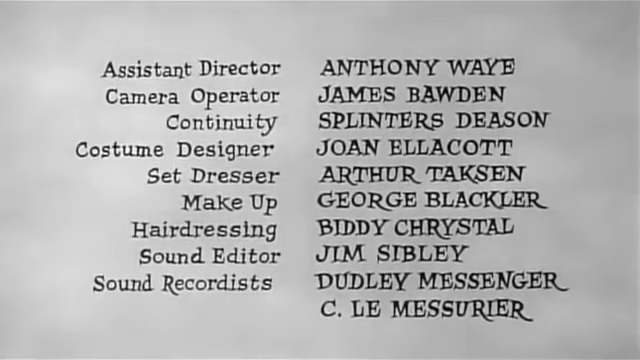 Assistant Director ANTHONY WAYE
Camera Operator JAMES BAWDEN
Continuity SPLINTERS DEASON
Costume Designer JOAN ELLACOTT
Set Dresser ARTHUR TAKSEN
Make Up GEORGE BLACKLER
Hairdressing BIDDY CHRYSTAL
Sound Editor JIM SIBLEY
Sound Recordists DUDLEY MESSENGER
C. LE MESSURIER